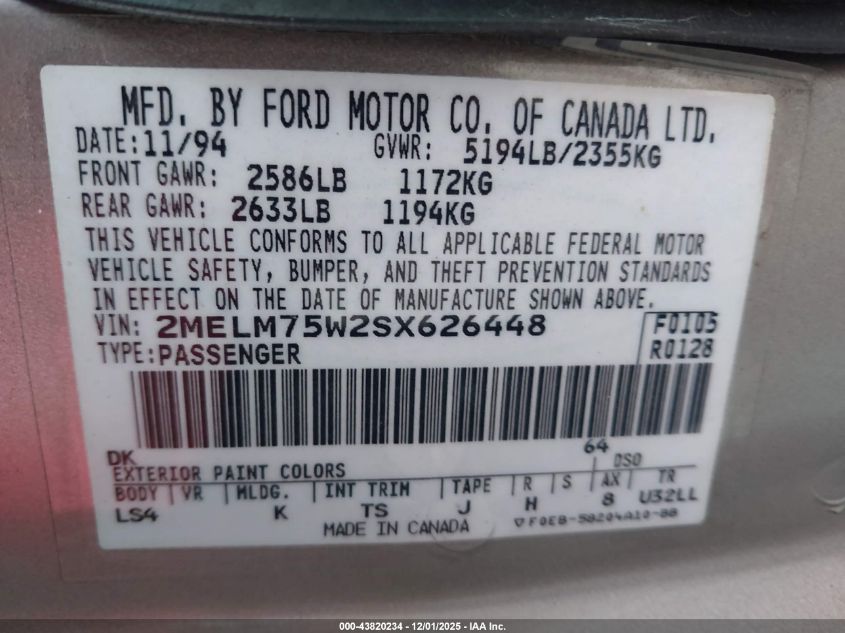 MFD. BY FORD MOTOR CO. OF CANADA LTD.
DATE: 11/94 GVWR: 5194LB/2355KG
FRONT GAWR: 2586LB 1172KG
REAR GAWR: 2633LB 1194KG
THIS VEHICLE CONFORMS TO ALL APPLICABLE FEDERAL MOTOR
VEHICLE SAFETY, BUMPER, AND THEFT PREVENTION STANDARDS
IN EFFECT ON THE DATE OF MANUFACTURE SHOWN ABOVE.
VIN: 2MELM75W2SX626448 F0105
TYPE: PASSENGER R0128
DK 64
EXTERIOR PAINT COLORS DSO
BODY VR MLDG. INT TRIM TAPE R S AX TR
LS4 K TS J H 8 U32LL
MADE IN CANADA ▽F0EB-58204A10-BB
000-43820234 - 12/01/2025 - IAA Inc.